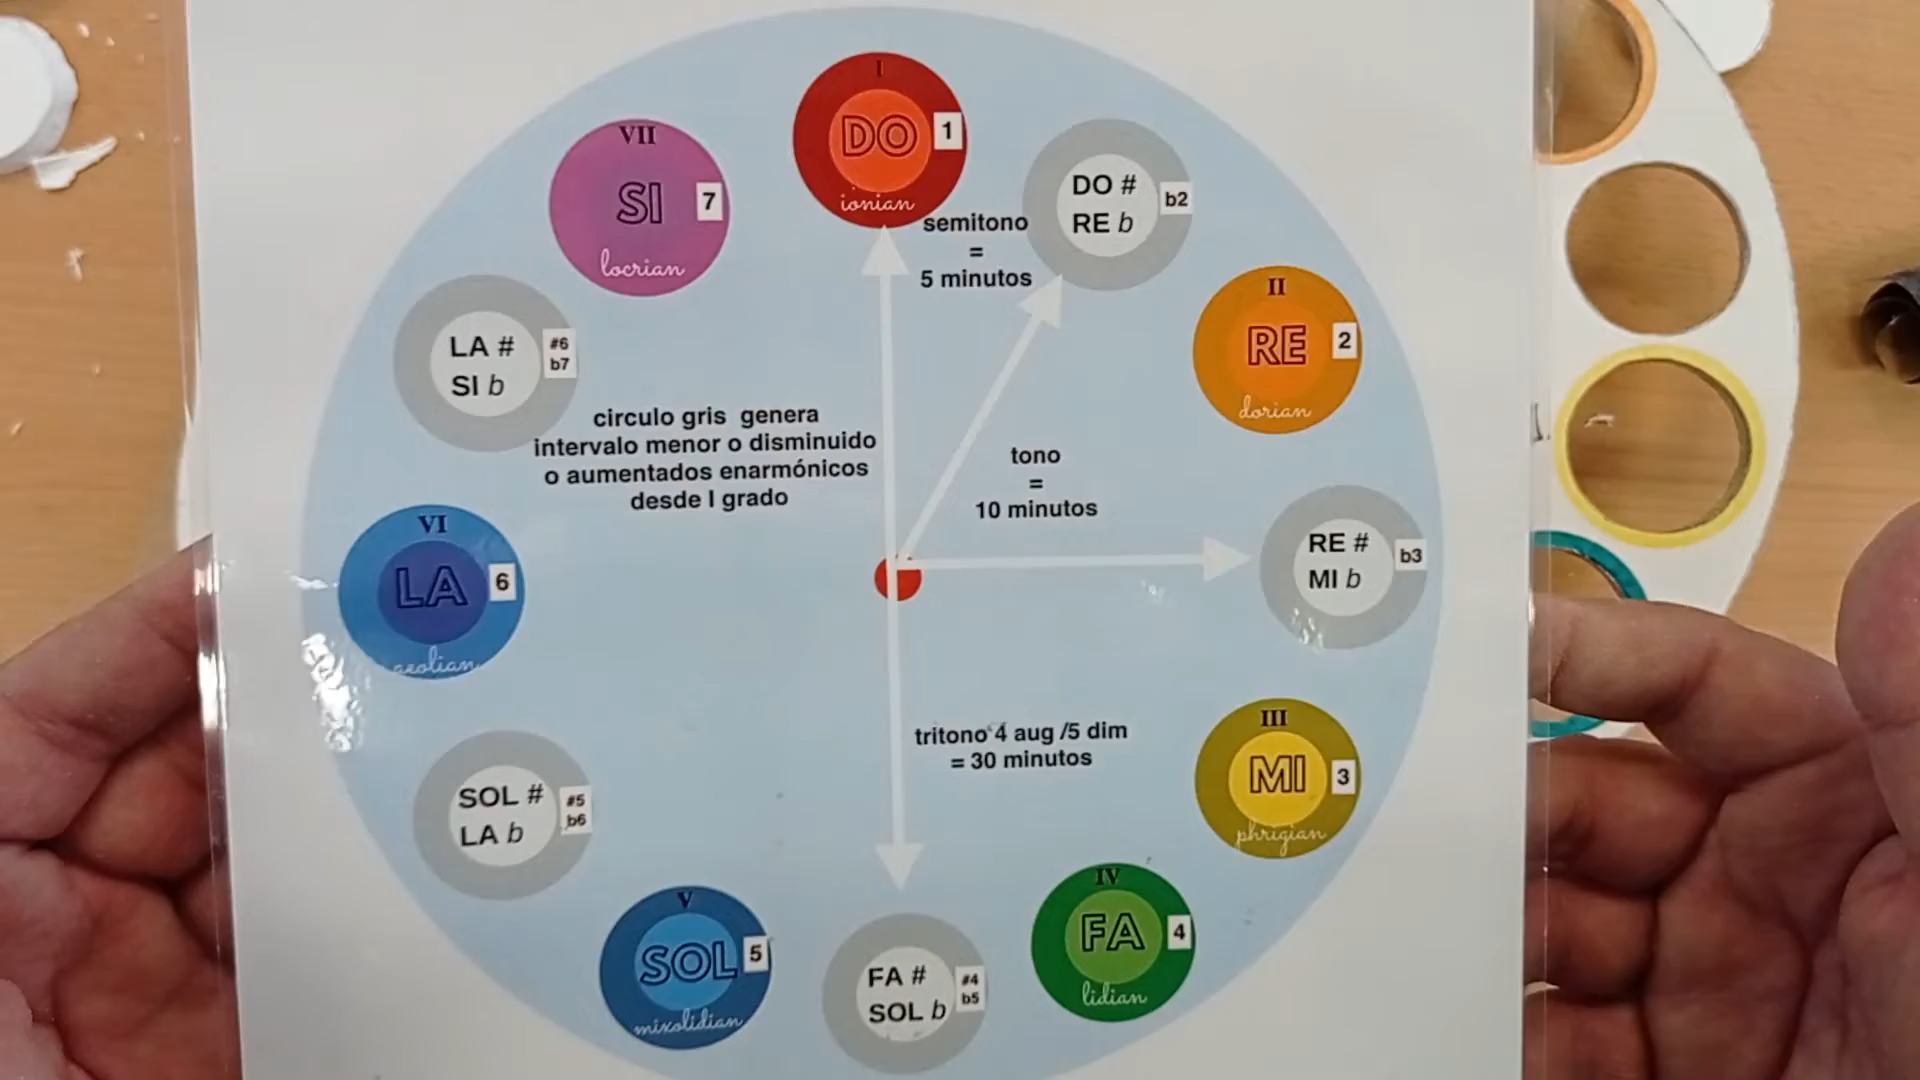 I
DO
1
ionian
DO #
RE b
b2
II
RE
2
dorian
RE #
MI b
b3
III
MI
3
phrigian
IV
FA
4
lidian
FA #
SOL b
#4
b5
V
SOL
5
mixolidian
SOL #
LA b
#5
b6
VI
LA
6
aeolian
LA #
SI b
#6
b7
VII
SI
7
locrian
semitono
=
5 minutos
tono
=
10 minutos
tritono 4 aug /5 dim
= 30 minutos
circulo gris genera
intervalo menor o disminuido
o aumentados enarmónicos
desde I grado